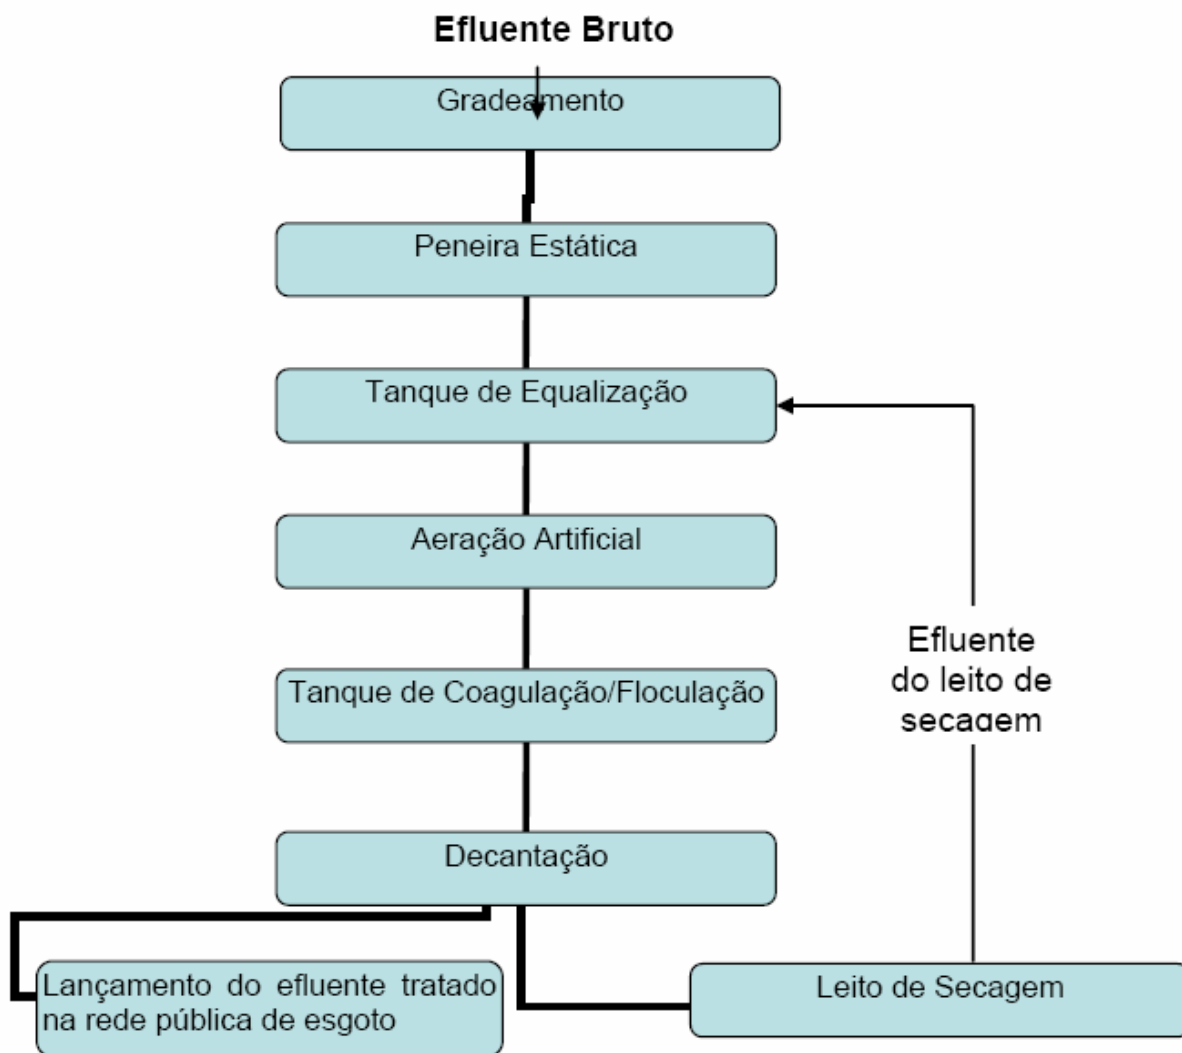 Efluente Bruto
Gradeamento
Peneira Estática
Tanque de Equalização
Aeração Artificial
Tanque de Coagulação/Floculação
Efluente
do leito de
secagem
Decantação
Lançamento do efluente tratado
na rede pública de esgoto
Leito de Secagem